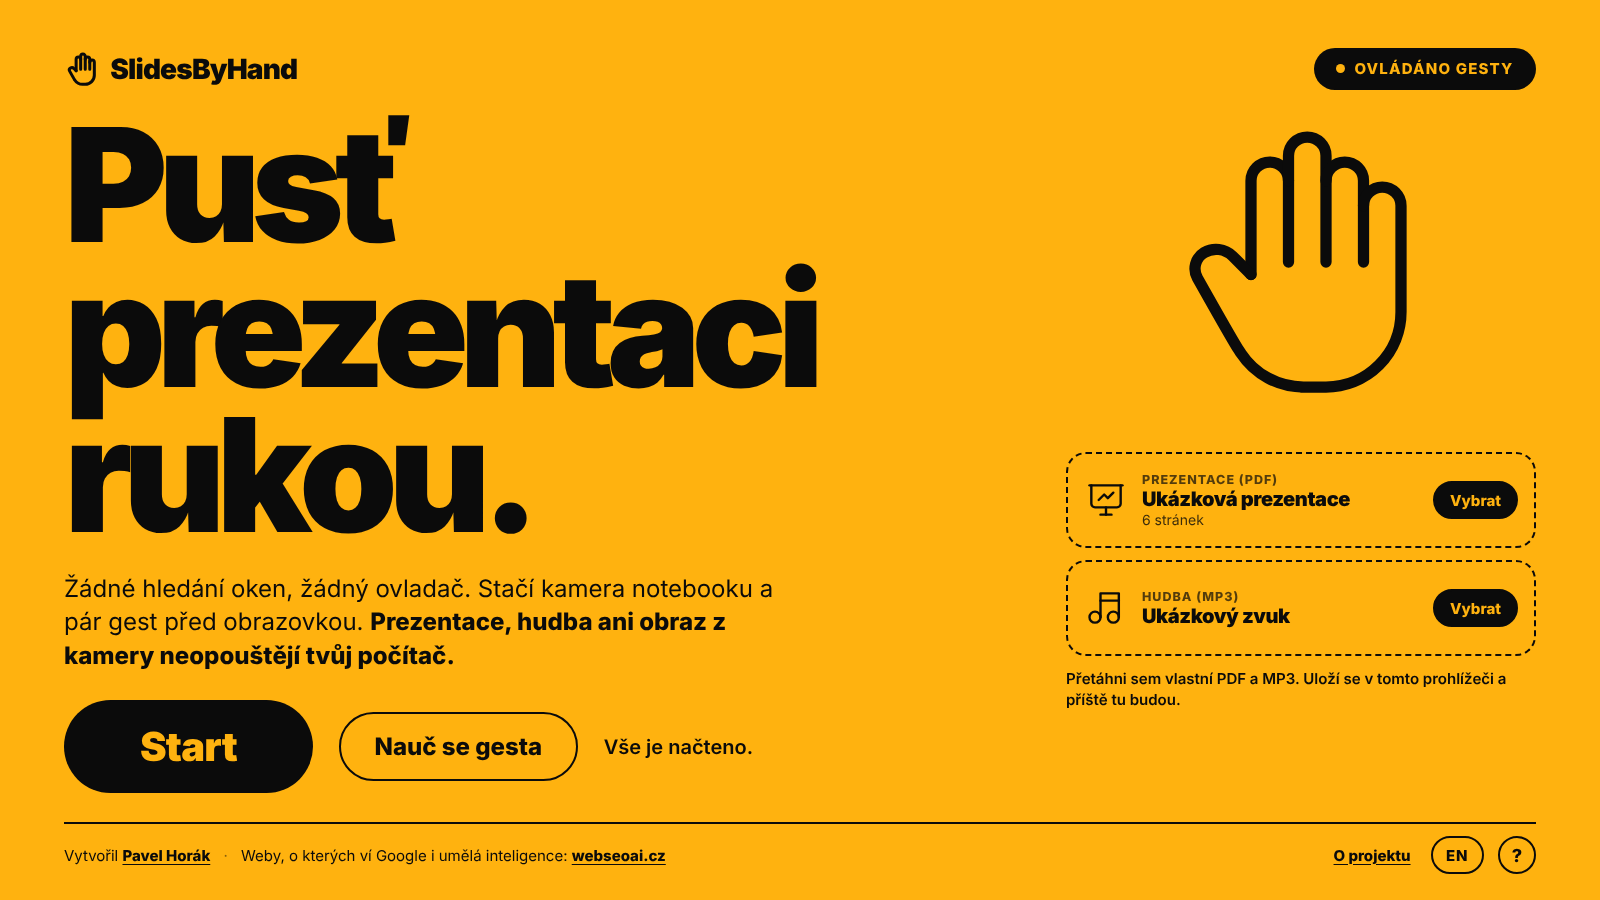 SlidesByHand
OVLÁDÁNO GESTY
Pusť
prezentaci
rukou.
Žádné hledání oken, žádný ovladač. Stačí kamera notebooku a
pár gest před obrazovkou. Prezentace, hudba ani obraz z
kamery neopouštějí tvůj počítač.
Start
Nauč se gesta
Vše je načteno.
PREZENTACE (PDF)
Ukázková prezentace
6 stránek
Vybrat
HUDBA (MP3)
Ukázkový zvuk
Vybrat
Přetáhni sem vlastní PDF a MP3. Uloží se v tomto prohlížeči a
příště tu budou.
Vytvořil Pavel Horák · Weby, o kterých ví Google i umělá inteligence: webseoai.cz
O projektu
EN
?